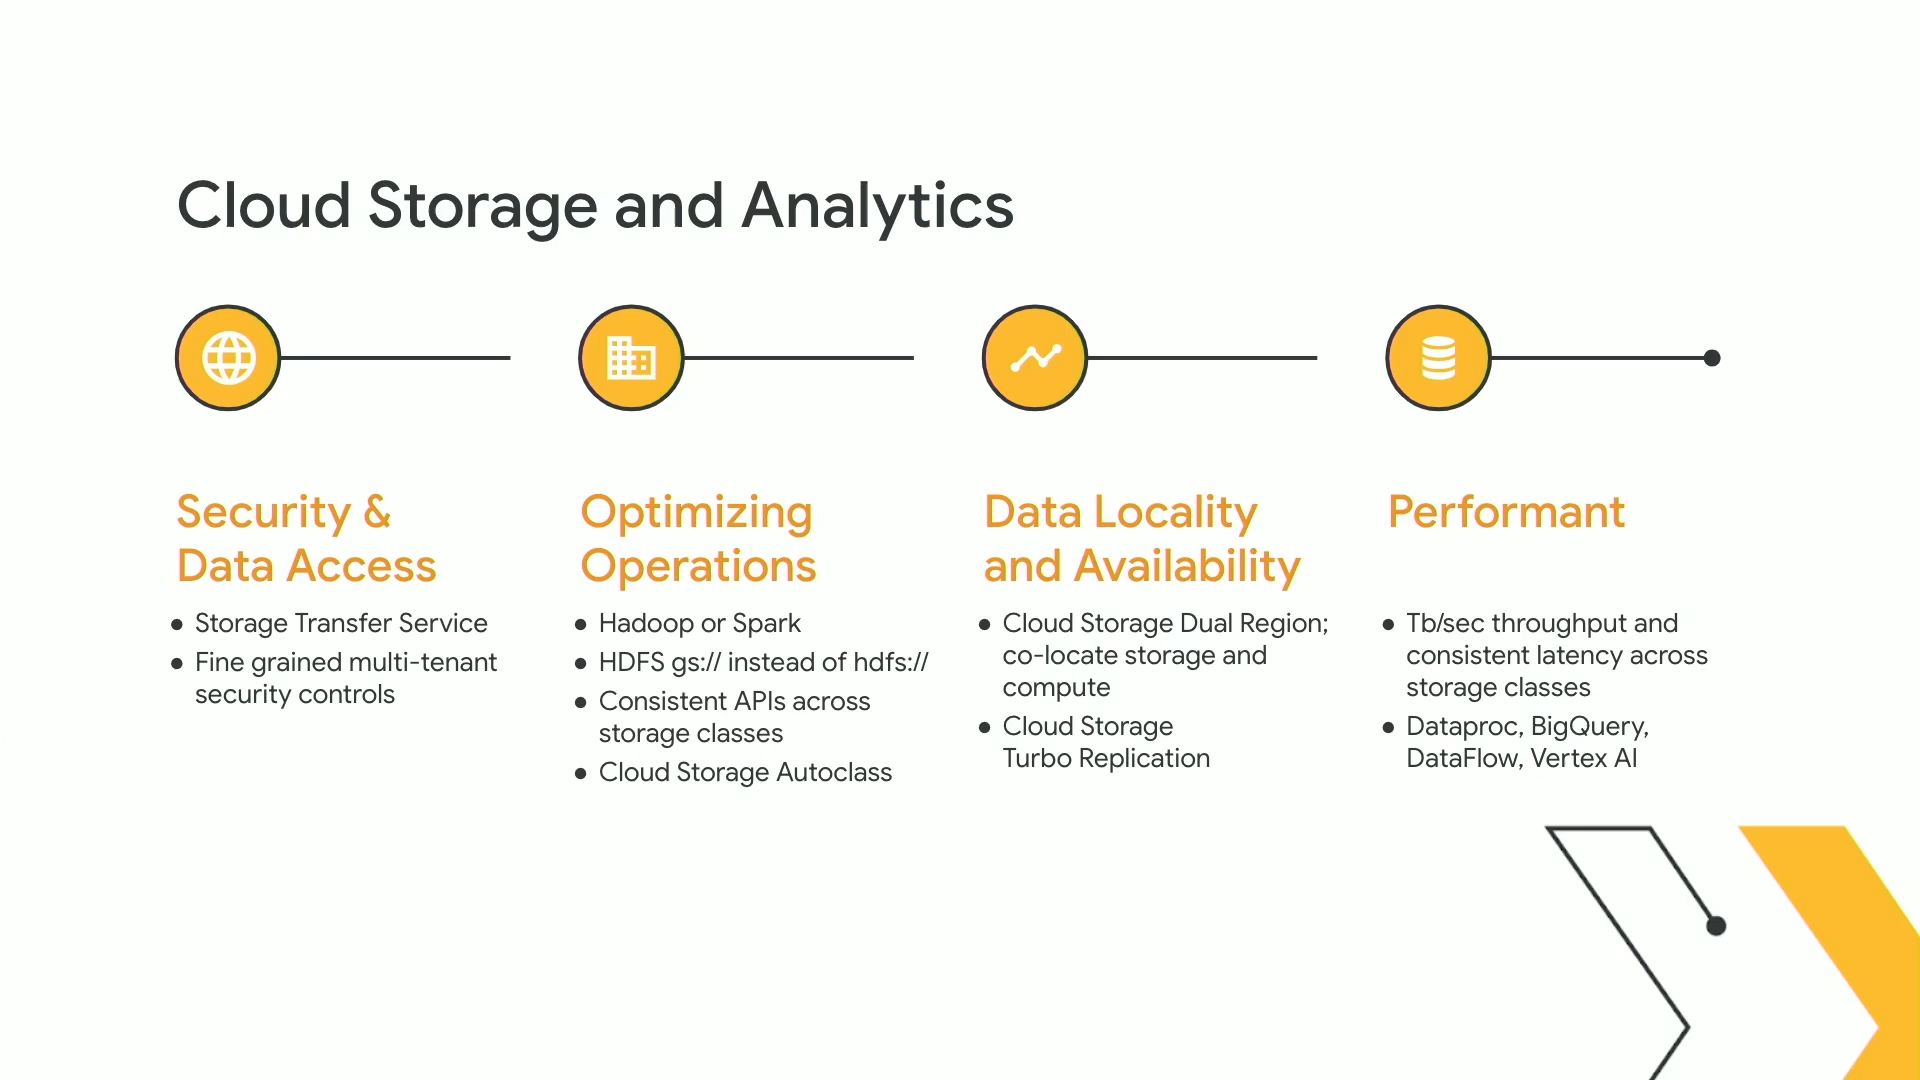 Cloud Storage and Analytics
Security &
Data Access
● Storage Transfer Service
● Fine grained multi-tenant
security controls
Optimizing
Operations
● Hadoop or Spark
● HDFS gs:// instead of hdfs://
● Consistent APIs across
storage classes
● Cloud Storage Autoclass
Data Locality
and Availability
● Cloud Storage Dual Region;
co-locate storage and
compute
● Cloud Storage
Turbo Replication
Performant
● Tb/sec throughput and
consistent latency across
storage classes
● Dataproc, BigQuery,
DataFlow, Vertex AI